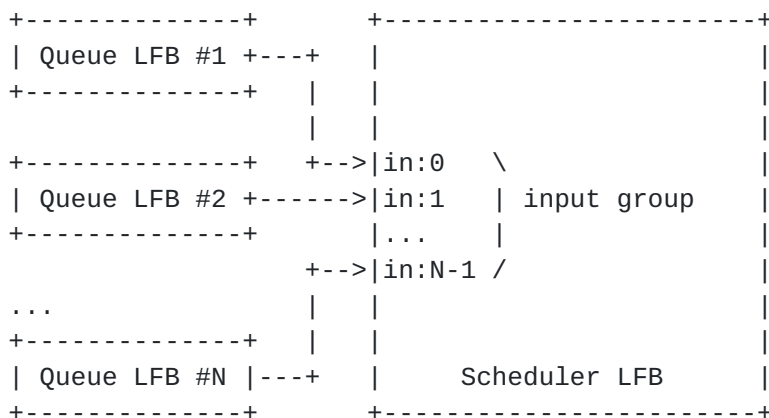 +--------------+       +-------------------------+
| Queue LFB #1 +---+   |                         |
+--------------+   |   |                         |
                   |   |                         |
+--------------+   +-->|in:0   \                 |
| Queue LFB #2 +------>|in:1   | input group     |
+--------------+       |...    |                 |
                   +-->|in:N-1 /                 |
...                |   |                         |
+--------------+   |   |                         |
| Queue LFB #N |---+   |     Scheduler LFB       |
+--------------+       +-------------------------+